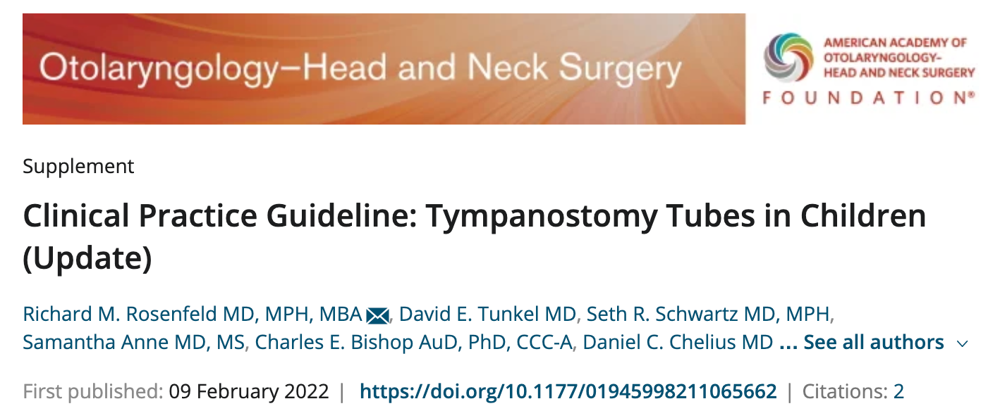 Otolaryngology–Head and Neck Surgery
AMERICAN ACADEMY OF
OTOLARYNGOLOGY–
HEAD AND NECK SURGERY
FOUNDATION®
Supplement
Clinical Practice Guideline: Tympanostomy Tubes in Children
(Update)
Richard M. Rosenfeld MD, MPH, MBA, David E. Tunkel MD, Seth R. Schwartz MD, MPH,
Samantha Anne MD, MS, Charles E. Bishop AuD, PhD, CCC-A, Daniel C. Chelius MD ... See all authors
First published: 09 February 2022 | https://doi.org/10.1177/01945998211065662 | Citations: 2